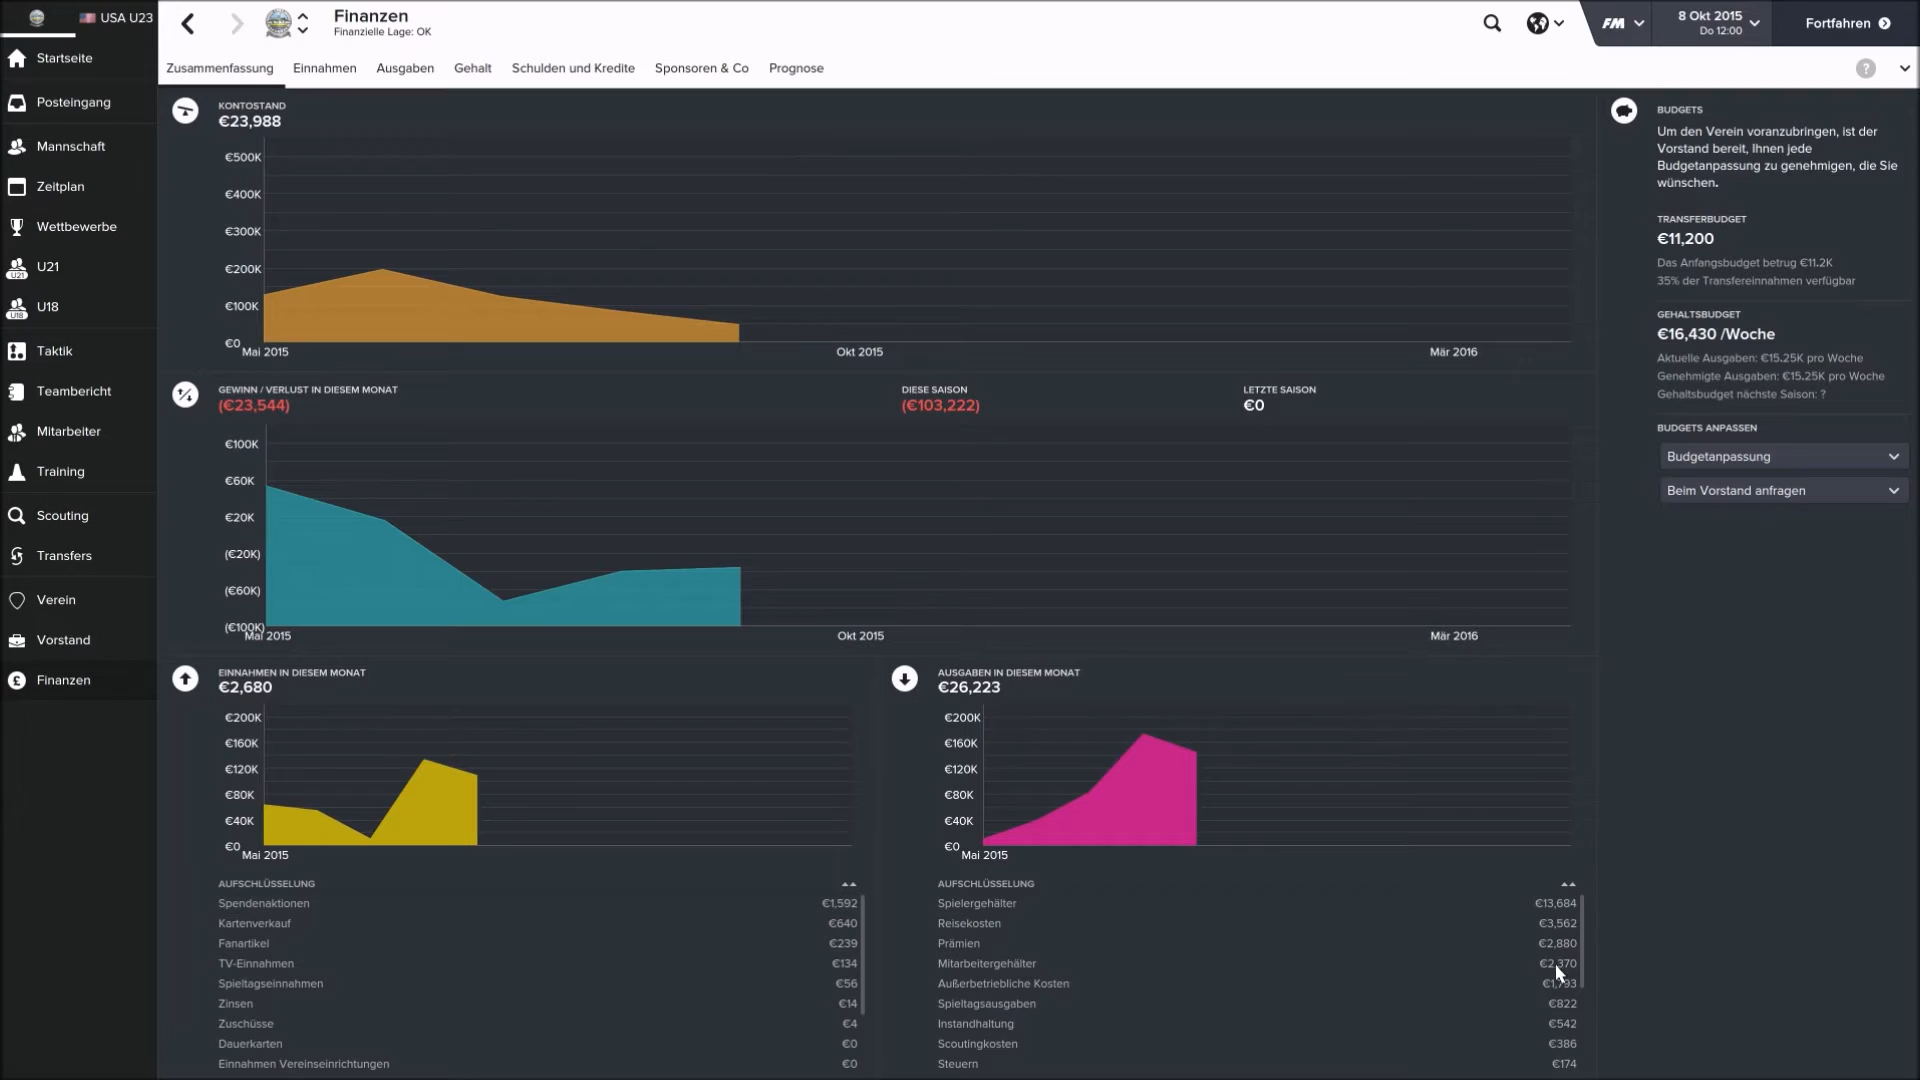 USA U23
Startseite
Posteingang
Mannschaft
Zeitplan
Wettbewerbe
U21
U21
U18
U18
Taktik
Teambericht
Mitarbeiter
Training
Scouting
Transfers
Verein
Vorstand
Finanzen
Finanzen
Finanzielle Lage: OK
FM
8 Okt 2015
Do 12:00
Fortfahren
Zusammenfassung
Einnahmen
Ausgaben
Gehalt
Schulden und Kredite
Sponsoren & Co
Prognose
?
KONTOSTAND
€23,988
€500K
€400K
€300K
€200K
€100K
€0
Mai 2015
Okt 2015
Mär 2016
GEWINN / VERLUST IN DIESEM MONAT
(€23,544)
DIESE SAISON
(€103,222)
LETZTE SAISON
€0
€100K
€60K
€20K
(€20K)
(€60K)
(€100K)
Mai 2015
Okt 2015
Mär 2016
EINNAHMEN IN DIESEM MONAT
€2,680
€200K
€160K
€120K
€80K
€40K
€0
Mai 2015
AUFSCHLÜSSELUNG
Spendenaktionen €1,592
Kartenverkauf €640
Fanartikel €239
TV-Einnahmen €134
Spieltagseinnahmen €56
Zinsen €14
Zuschüsse €4
Dauerkarten €0
Einnahmen Vereinseinrichtungen €0
AUSGABEN IN DIESEM MONAT
€26,223
€200K
€160K
€120K
€80K
€40K
€0
Mai 2015
AUFSCHLÜSSELUNG
Spielergehälter €13,684
Reisekosten €3,562
Prämien €2,880
Mitarbeitergehälter €2,370
Außerbetriebliche Kosten €1,793
Spieltagsausgaben €822
Instandhaltung €542
Scoutingkosten €386
Steuern €174
BUDGETS
Um den Verein voranzubringen, ist der
Vorstand bereit, Ihnen jede
Budgetanpassung zu genehmigen, die Sie
wünschen.
TRANSFERBUDGET
€11,200
Das Anfangsbudget betrug €11.2K
35% der Transfereinnahmen verfügbar
GEHALTSBUDGET
€16,430 /Woche
Aktuelle Ausgaben: €15.25K pro Woche
Genehmigte Ausgaben: €15.25K pro Woche
Gehaltsbudget nächste Saison: ?
BUDGETS ANPASSEN
Budgetanpassung
Beim Vorstand anfragen